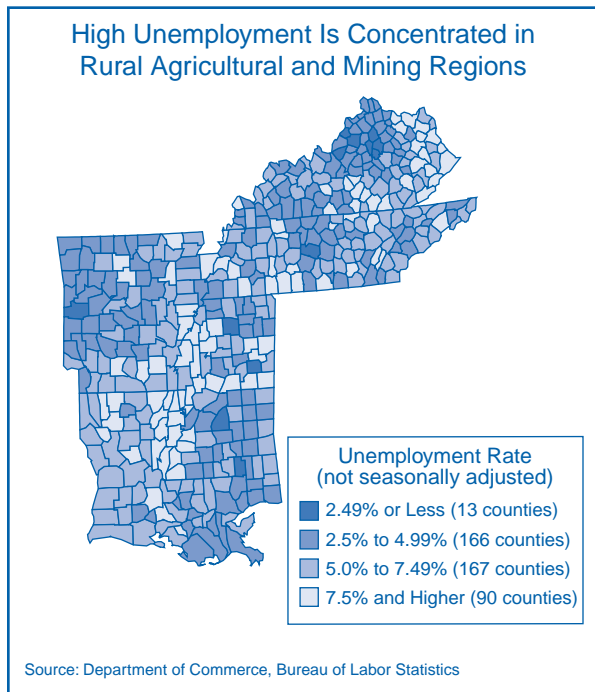 High Unemployment Is Concentrated in
Rural Agricultural and Mining Regions
Unemployment Rate
(not seasonally adjusted)
2.49% or Less (13 counties)
2.5% to 4.99% (166 counties)
5.0% to 7.49% (167 counties)
7.5% and Higher (90 counties)
Source: Department of Commerce, Bureau of Labor Statistics